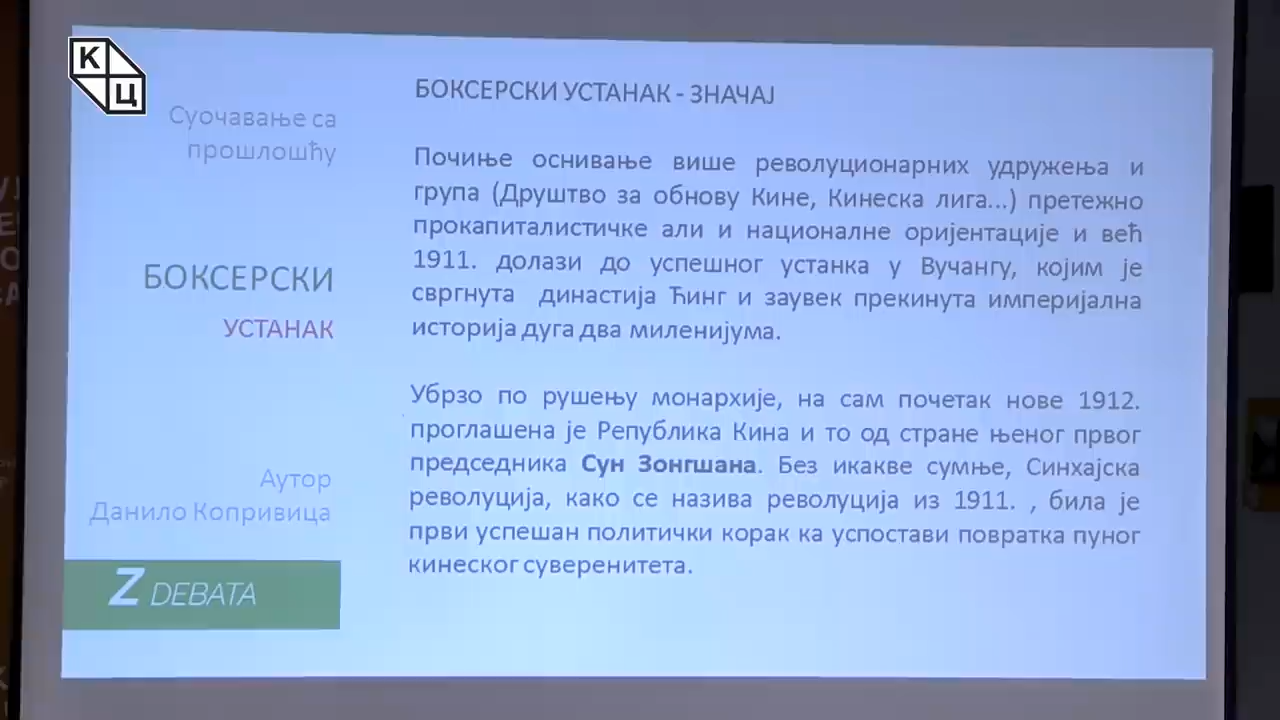 К
Ц
Суочавање са
прошлошћу
БОКСЕРСКИ
УСТАНАК
Аутор
Данило Копривица
Z DEBATA
БОКСЕРСКИ УСТАНАК - ЗНАЧАЈ
Почиње оснивање више револуционарних удружења и
група (Друштво за обнову Кине, Кинеска лига...) претежно
прокапиталистичке али и националне оријентације и већ
1911. долази до успешног устанка у Вучангу, којим је
свргнута династија Ћинг и заувек прекинута империјална
историја дуга два миленијума.
Убрзо по рушењу монархије, на сам почетак нове 1912.
проглашена је Република Кина и то од стране њеног првог
председника Сун Зонгшана. Без икакве сумње, Синхајска
револуција, како се назива револуција из 1911. , била је
први успешан политички корак ка успостави повратка пуног
кинеског суверенитета.